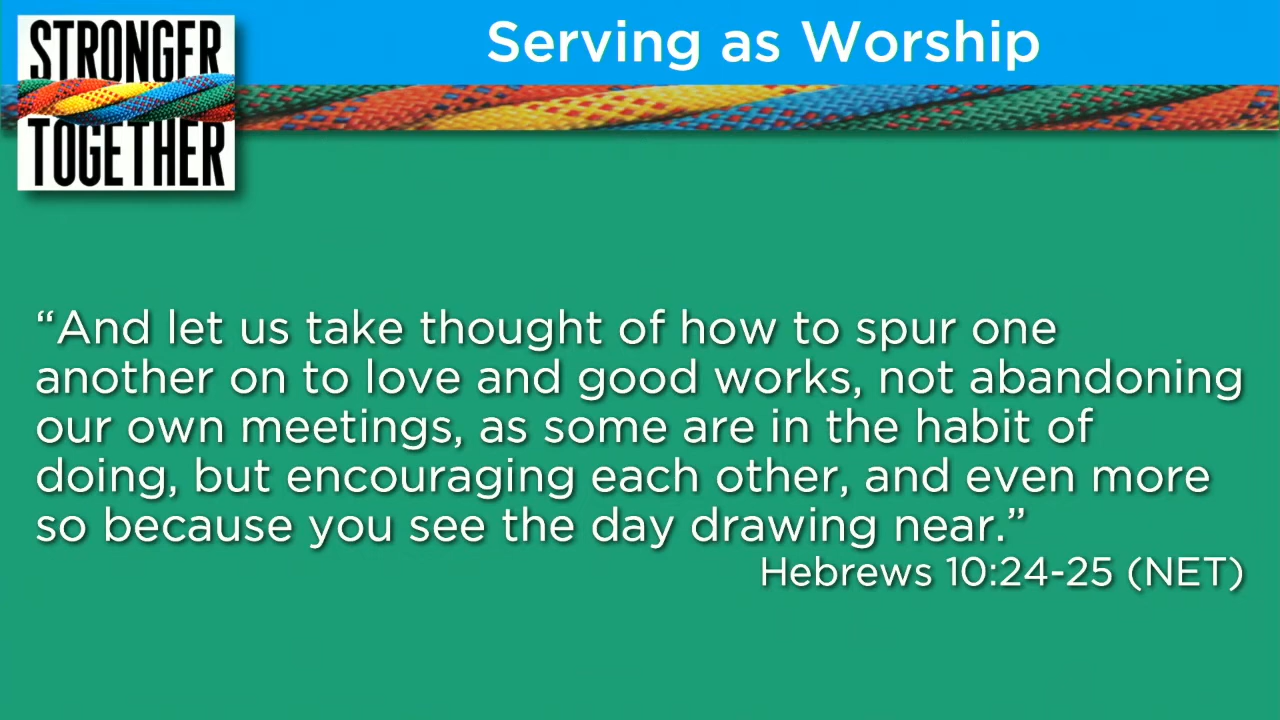 STRONGER
TOGETHER
Serving as Worship
“And let us take thought of how to spur one
another on to love and good works, not abandoning
our own meetings, as some are in the habit of
doing, but encouraging each other, and even more
so because you see the day drawing near.”
Hebrews 10:24-25 (NET)